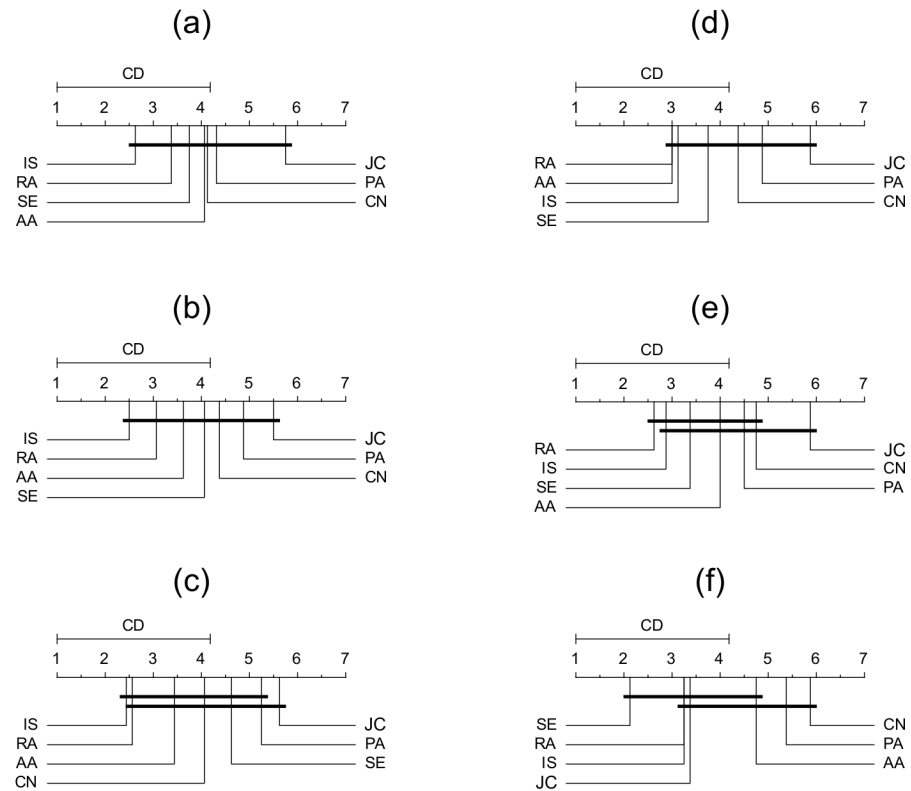 (a)
CD
1 2 3 4 5 6 7
IS JC
RA PA
SE CN
AA
(d)
CD
1 2 3 4 5 6 7
RA JC
AA PA
IS CN
SE
(b)
CD
1 2 3 4 5 6 7
IS JC
RA PA
AA CN
SE
(e)
CD
1 2 3 4 5 6 7
RA JC
IS CN
SE PA
AA
(c)
CD
1 2 3 4 5 6 7
IS JC
RA PA
AA SE
CN
(f)
CD
1 2 3 4 5 6 7
SE CN
RA PA
IS AA
JC